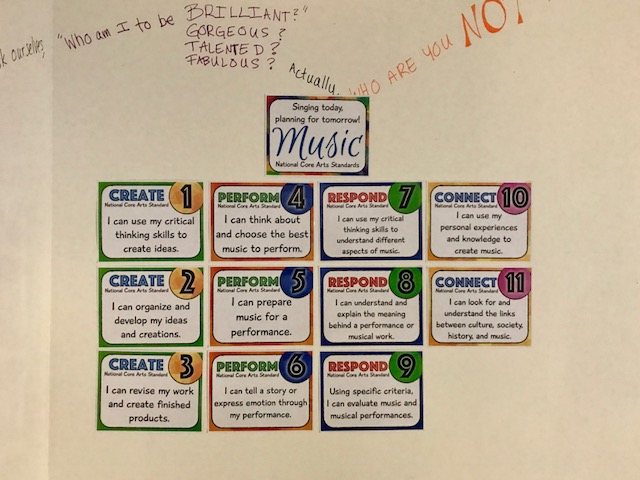 ourselves,
"Who am I to be BRILLIANT?"
GORGEOUS?
TALENTED?
FABULOUS?
Actually,
WHO ARE YOU NOT
Singing today,
planning for tomorrow!
Music
National Core Arts Standards
CREATE 1
National Core Arts Standard
I can use my critical
thinking skills to
create ideas.
PERFORM 4
National Core Arts Standard
I can think about
and choose the best
music to perform.
RESPOND 7
National Core Arts Standard
I can use my critical
thinking skills to
understand different
aspects of music.
CONNECT 10
National Core Arts Standard
I can use my
personal experiences
and knowledge to
create music.
CREATE 2
National Core Arts Standard
I can organize and
develop my ideas
and creations.
PERFORM 5
National Core Arts Standard
I can prepare
music for a
performance.
RESPOND 8
National Core Arts Standard
I can understand and
explain the meaning
behind a performance or
musical work.
CONNECT 11
National Core Arts Standard
I can look for and
understand the links
between culture, society,
history, and music.
CREATE 3
National Core Arts Standard
I can revise my work
and create finished
products.
PERFORM 6
National Core Arts Standard
I can tell a story or
express emotion through
my performance.
RESPOND 9
National Core Arts Standard
Using specific criteria,
I can evaluate music and
musical performances.